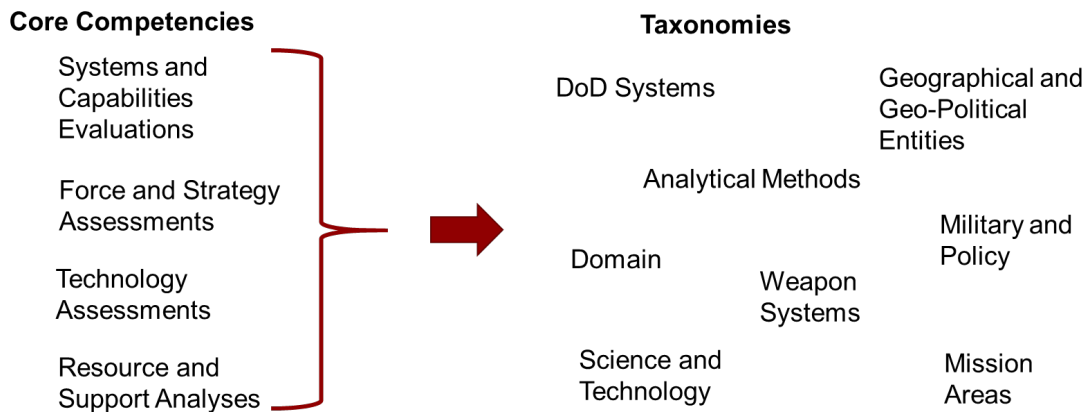 Core Competencies
Systems and
Capabilities
Evaluations
Force and Strategy
Assessments
Technology
Assessments
Resource and
Support Analyses
Taxonomies
DoD Systems
Geographical and
Geo-Political
Entities
Analytical Methods
Military and
Policy
Domain
Weapon
Systems
Science and
Technology
Mission
Areas